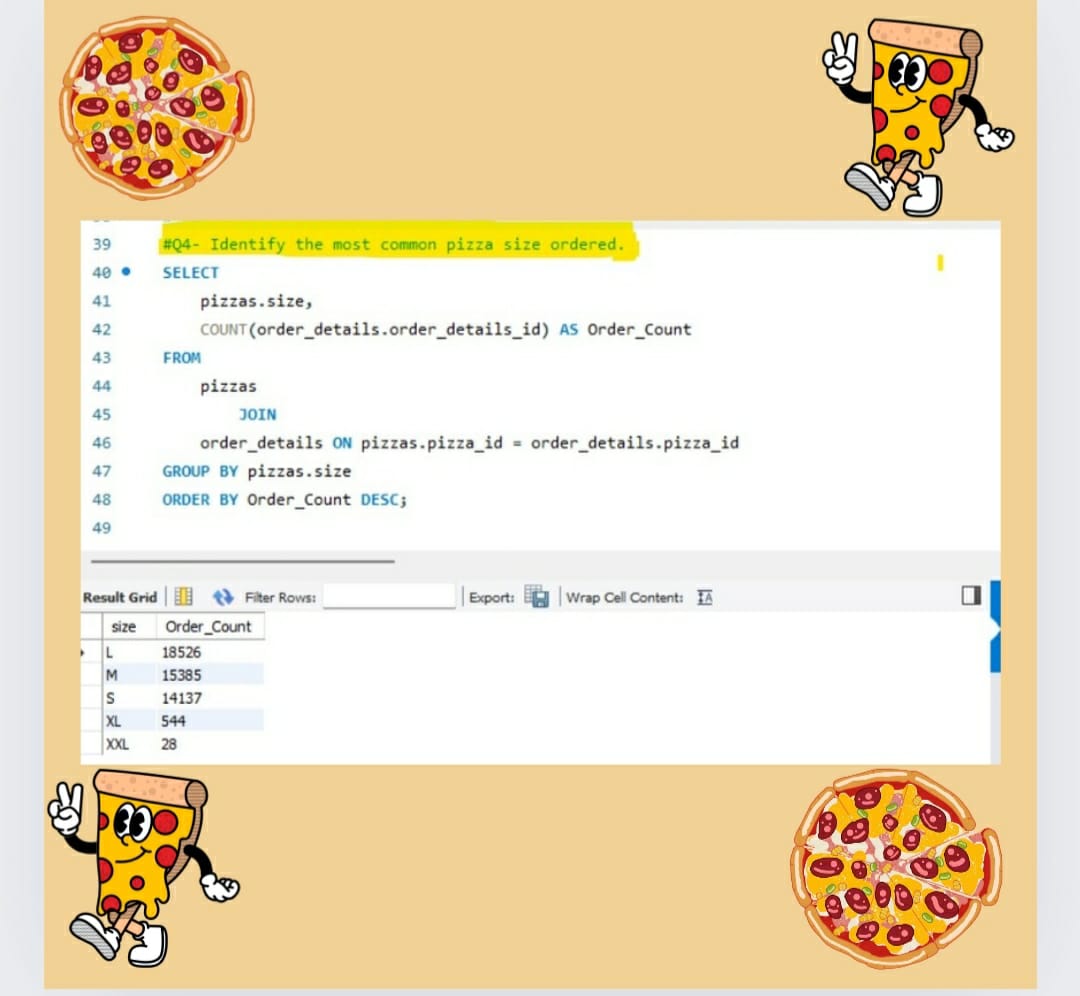 39 #Q4- Identify the most common pizza size ordered.
40 SELECT
41 pizzas.size,
42 COUNT(order_details.order_details_id) AS Order_Count
43 FROM
44 pizzas
45 JOIN
46 order_details ON pizzas.pizza_id = order_details.pizza_id
47 GROUP BY pizzas.size
48 ORDER BY Order_Count DESC;
49
Result Grid Filter Rows: Export: Wrap Cell Content: IA
size Order_Count
L 18526
M 15385
S 14137
XL 544
XXL 28